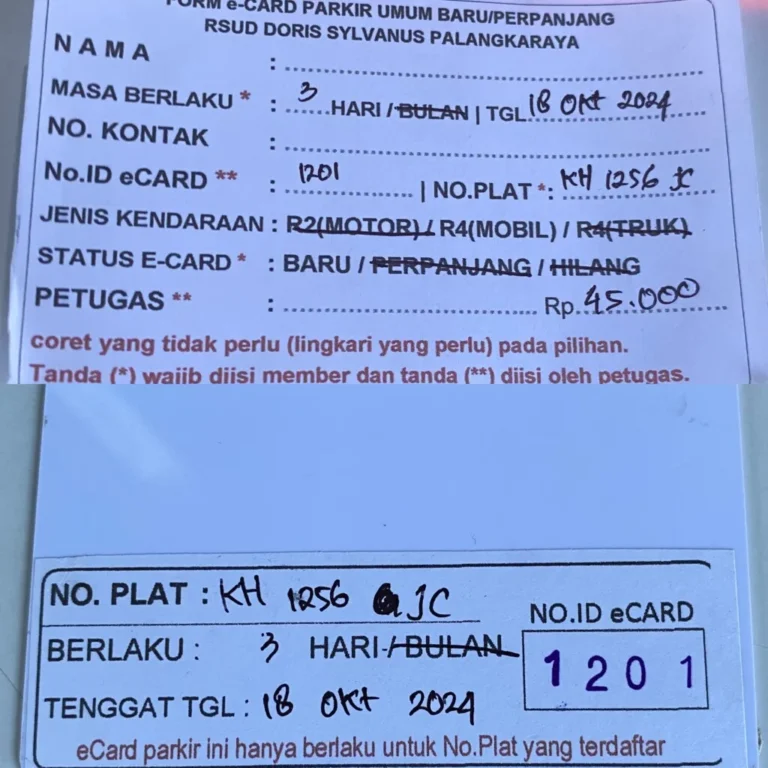 FORM e-CARD PARKIR UMUM BARU/PERPANJANG
RSUD DORIS SYLVANUS PALANGKARAYA
NAMA :
MASA BERLAKU * : 3 HARI / BULAN | TGL. 18 Okt 2024
NO. KONTAK :
No.ID eCARD ** : 1201 | NO.PLAT *: KH 1256 JC
JENIS KENDARAAN : R2(MOTOR) / R4(MOBIL) / R4(TRUK)
STATUS E-CARD * : BARU / PERPANJANG / HILANG
PETUGAS ** : Rp. 45.000
coret yang tidak perlu (lingkari yang perlu) pada pilihan.
Tanda (*) wajib diisi member dan tanda (**) diisi oleh petugas.
NO. PLAT : KH 1256 JC
NO.ID eCARD
BERLAKU : 3 HARI / BULAN
1201
TENGGAT TGL : 18 Okt 2024
eCard parkir ini hanya berlaku untuk No.Plat yang terdaftar